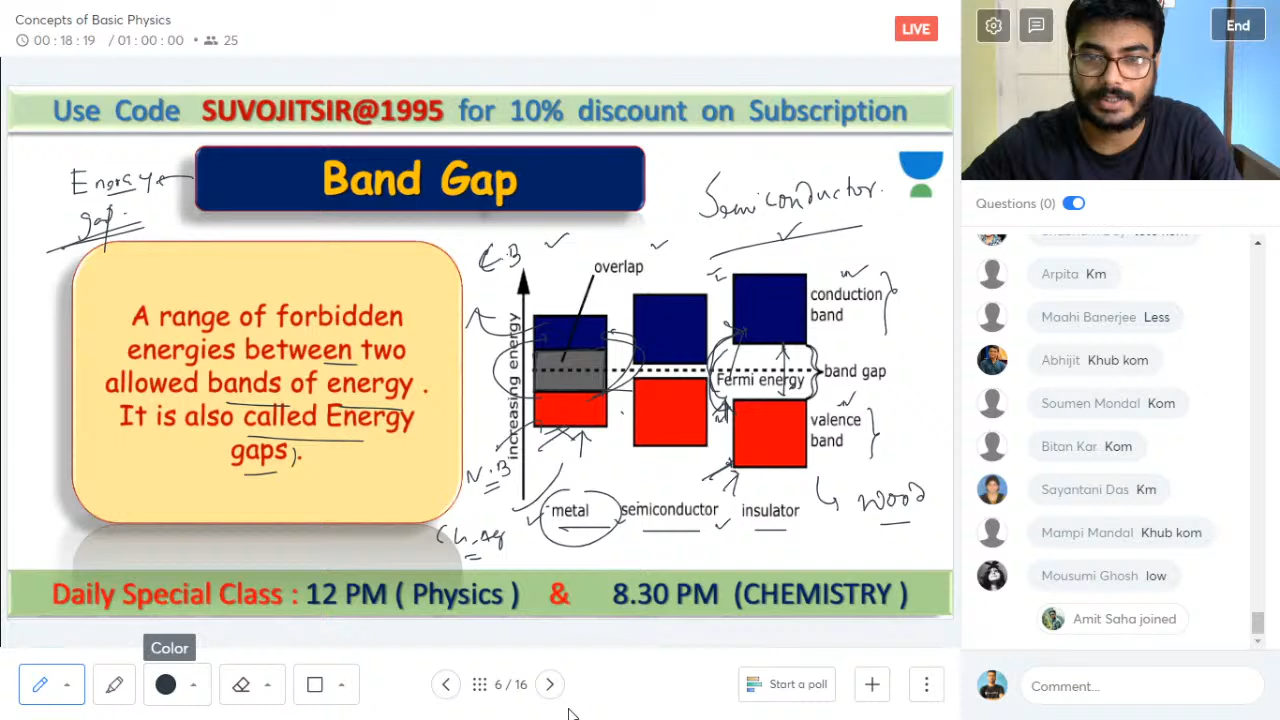 Concepts of Basic Physics
00 : 18 : 19 / 01 : 00 : 00 • 25
LIVE
End
Use Code SUVOJITSIR@1995 for 10% discount on Subscription
Band Gap
Energy
gap.
Semiconductor.
A range of forbidden
energies between two
allowed bands of energy .
It is also called Energy
gaps .
C.B
overlap
increasing energy
conduction
band
Fermi energy
band gap
valence
band
V.B
metal
semiconductor
insulator
wood
Cu, Ag
Daily Special Class : 12 PM ( Physics ) & 8.30 PM (CHEMISTRY )
Questions (0)
Arpita Km
Maahi Banerjee Less
Abhijit Khub kom
Soumen Mondal Kom
Bitan Kar Kom
Sayantani Das Km
Mampi Mandal Khub kom
Mousumi Ghosh low
Amit Saha joined
Color
6 / 16
Start a poll
Comment...